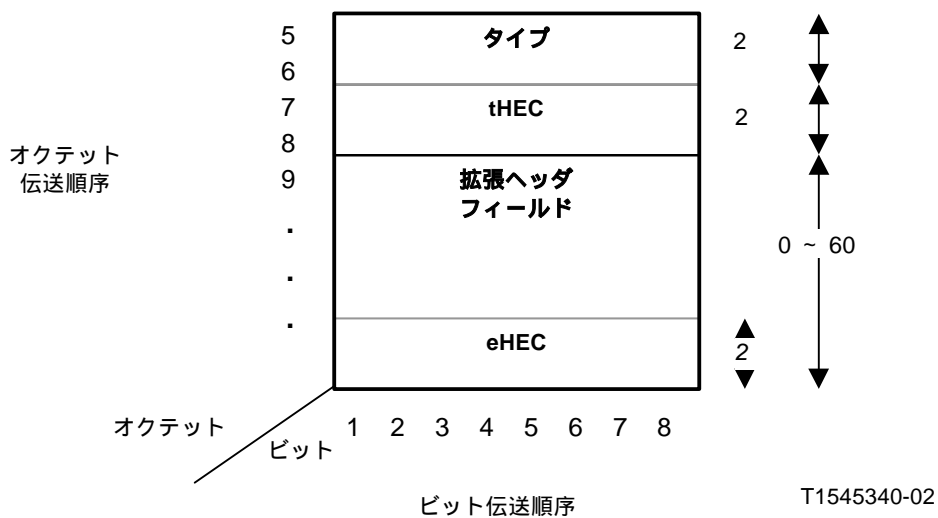 5
タイプ
2
6
7
tHEC
2
8
オクテット
伝送順序
9
拡張ヘッダ
フィールド
.
0 ~ 60
.
.
eHEC
2
オクテット
ビット
1 2 3 4 5 6 7 8
ビット伝送順序
T1545340-02